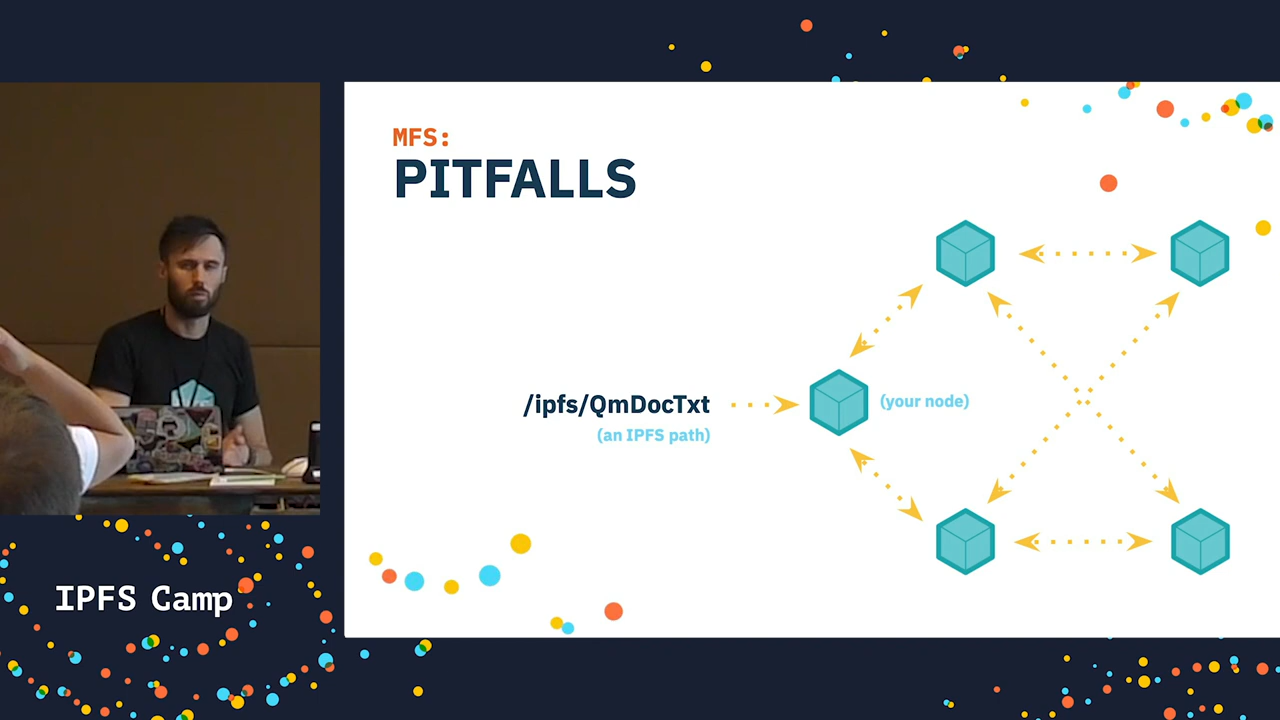 MFS:
PITFALLS
/ipfs/QmDocTxt
(an IPFS path)
(your node)
IPFS Camp